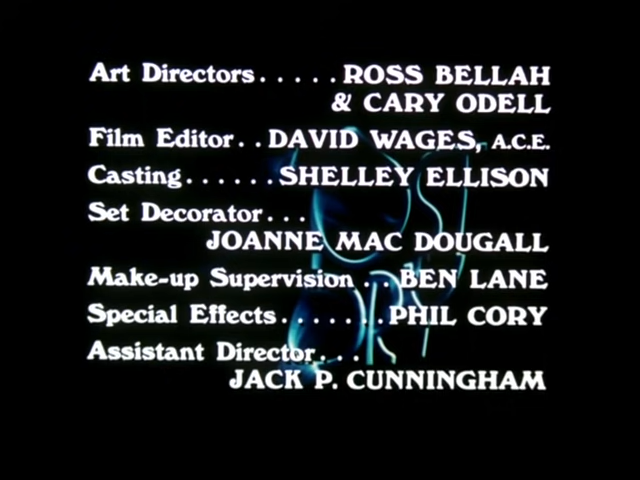 Art Directors.....ROSS BELLAH
& CARY ODELL
Film Editor..DAVID WAGES, A.C.E.
Casting......SHELLEY ELLISON
Set Decorator...
JOANNE MAC DOUGALL
Make-up Supervision...BEN LANE
Special Effects.......PHIL CORY
Assistant Director...
JACK P. CUNNINGHAM